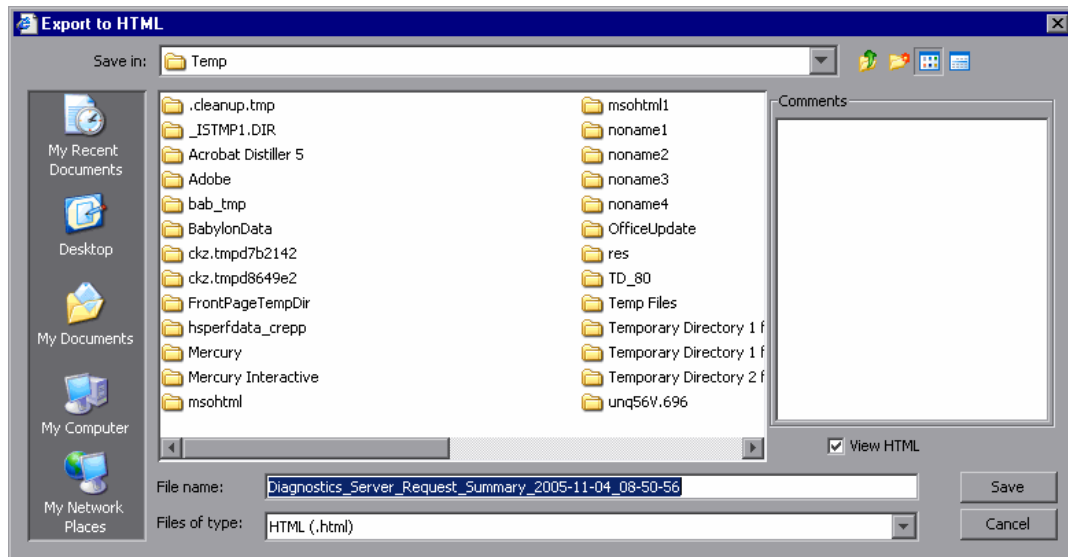 Export to HTML
Save in:
Temp
My Recent
Documents
Desktop
My Documents
My Computer
My Network
Places
.cleanup.tmp
_ISTMP1.DIR
Acrobat Distiller 5
Adobe
bab_tmp
BabylonData
ckz.tmpd7b2142
ckz.tmpd8649e2
FrontPageTempDir
hsperfdata_crepp
Mercury
Mercury Interactive
msohtml
msohtml1
noname1
noname2
noname3
noname4
OfficeUpdate
res
TD_80
Temp Files
Temporary Directory 1 f
Temporary Directory 1 f
Temporary Directory 2 f
unq56V.696
Comments
View HTML
File name:
Diagnostics_Server_Request_Summary_2005-11-04_08-50-56
Save
Files of type:
HTML (.html)
Cancel